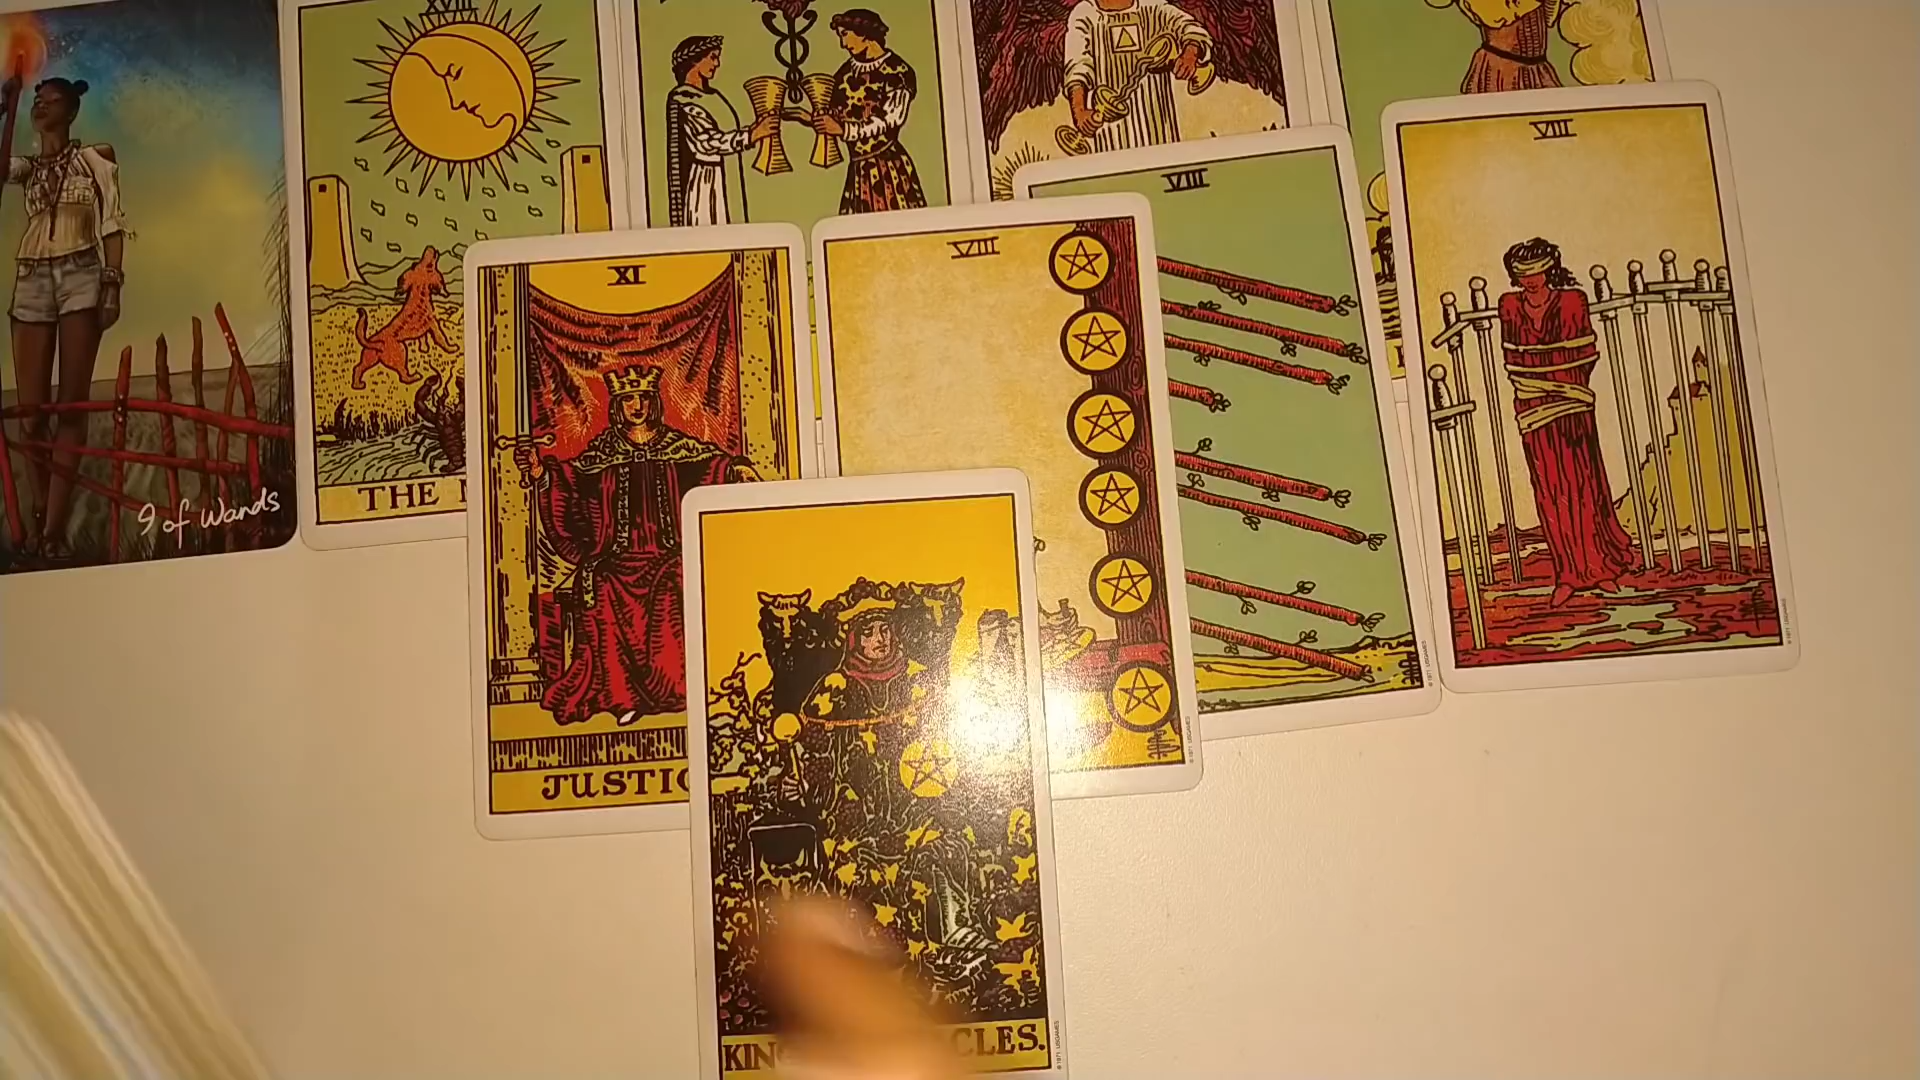 XVIII
VIII
VIII
VIII
XI
9 of Wands
THE
JUSTIC
KIN CLES.